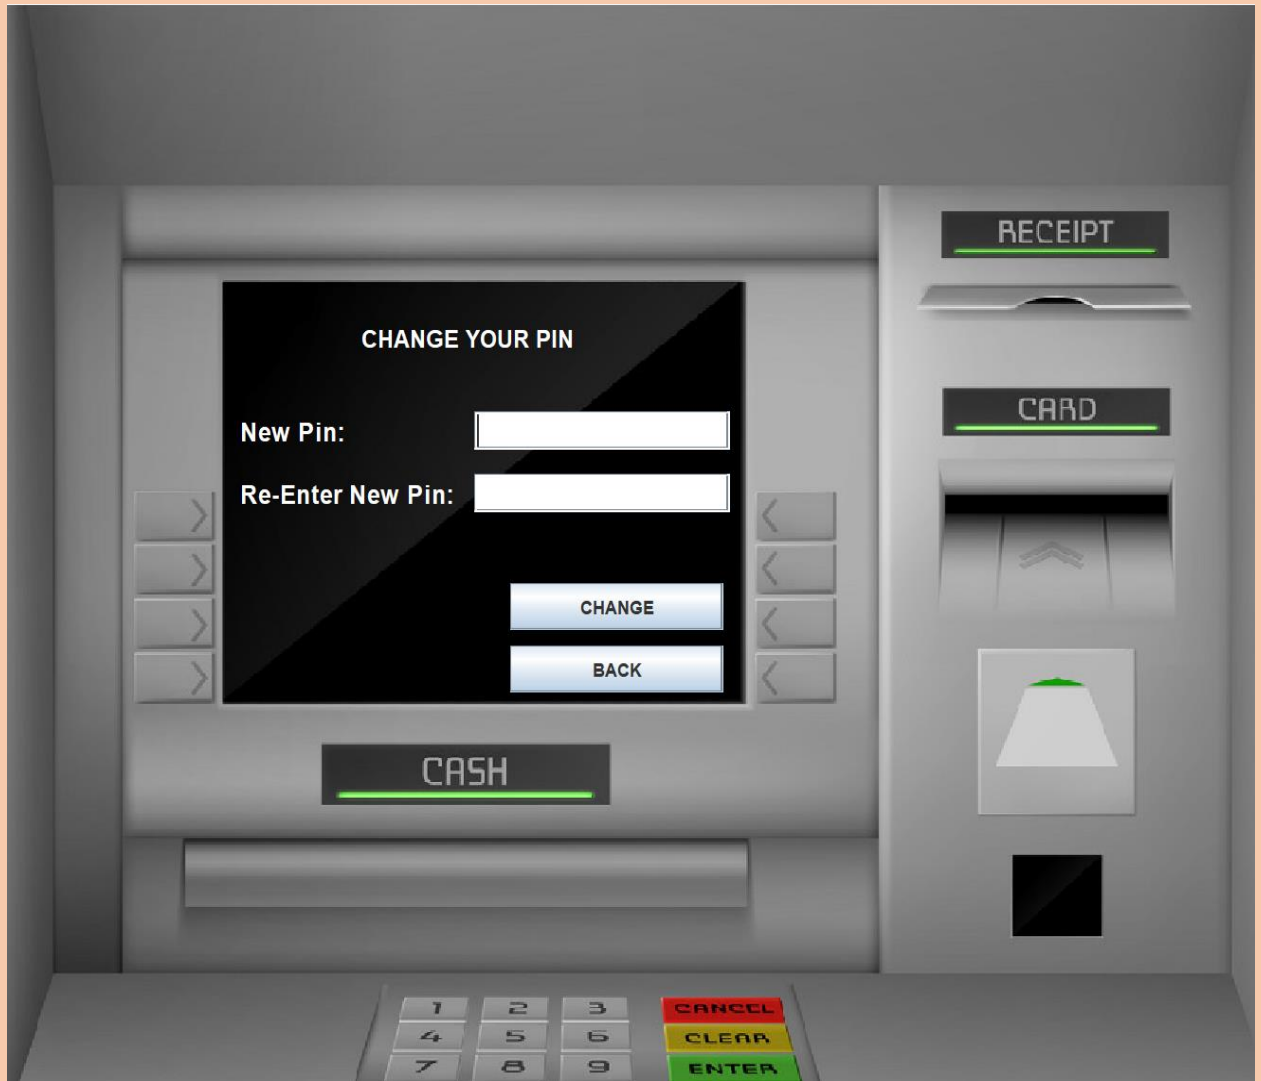 RECEIPT
CHANGE YOUR PIN
CARD
New Pin:
Re-Enter New Pin:
CHANGE
BACK
CASH
1 2 3 CANCEL
4 5 6 CLEAR
7 8 9 ENTER